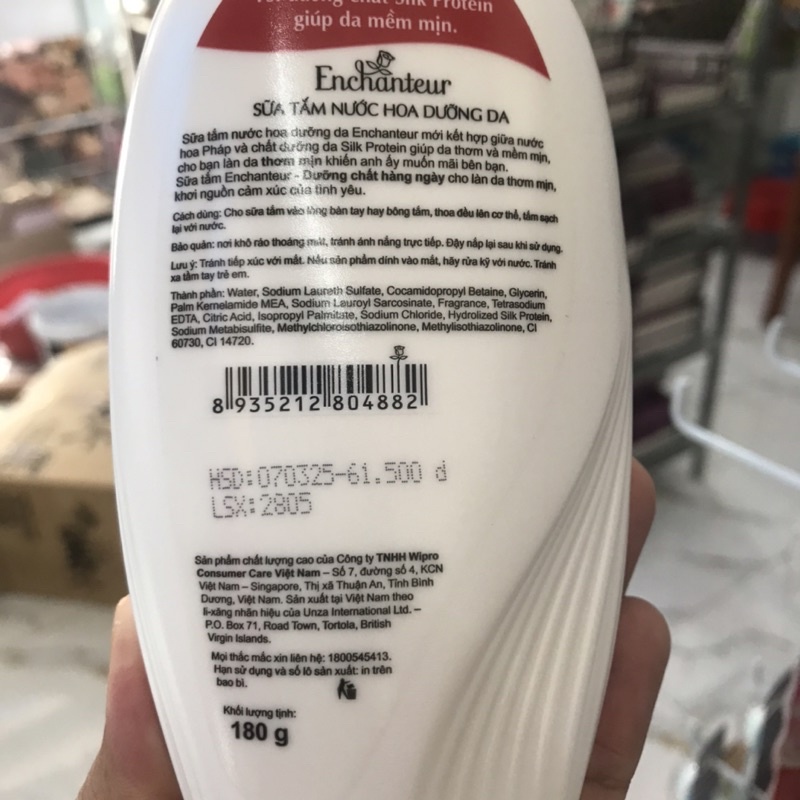 Silk Protein
giúp da mềm mịn.
Enchanteur
SỮA TẮM NƯỚC HOA DƯỠNG DA
Sữa tắm nước hoa dưỡng da Enchanteur mới kết hợp giữa nước
hoa Pháp và chất dưỡng da Silk Protein giúp da thơm và mềm mịn,
cho bạn làn da thơm mịn khiến anh ấy muốn mãi bên bạn.
Sữa tắm Enchanteur - Dưỡng chất hàng ngày cho làn da thơm mịn,
khơi nguồn cảm xúc của tình yêu.
Cách dùng: Cho sữa tắm vào lòng bàn tay hay bông tắm, thoa đều lên cơ thể, tắm sạch
lại với nước.
Bảo quản: nơi khô ráo thoáng mát, tránh ánh nắng trực tiếp. Đậy nắp lại sau khi sử dụng.
Lưu ý: Tránh tiếp xúc với mắt. Nếu sản phẩm dính vào mắt, hãy rửa kỹ với nước. Tránh
xa tầm tay trẻ em.
Thành phần: Water, Sodium Laureth Sulfate, Cocamidopropyl Betaine, Glycerin,
Palm Kernelamide MEA, Sodium Lauroyl Sarcosinate, Fragrance, Tetrasodium
EDTA, Citric Acid, Isopropyl Palmitate, Sodium Chloride, Hydrolized Silk Protein,
Sodium Metabisulfite, Methylchloroisothiazolinone, Methylisothiazolinone, CI
60730, CI 14720.
8 935212 804882
HSD:070325-61.500 đ
LSX:2805
Sản phẩm chất lượng cao của Công ty TNHH Wipro
Consumer Care Việt Nam – Số 7, đường số 4, KCN
Việt Nam – Singapore, Thị xã Thuận An, Tỉnh Bình
Dương, Việt Nam. Sản xuất tại Việt Nam theo
li-xăng nhãn hiệu của Unza International Ltd. –
P.O. Box 71, Road Town, Tortola, British
Virgin Islands.
Mọi thắc mắc xin liên hệ: 1800545413.
Hạn sử dụng và số lô sản xuất: in trên
bao bì.
Khối lượng tịnh:
180 g